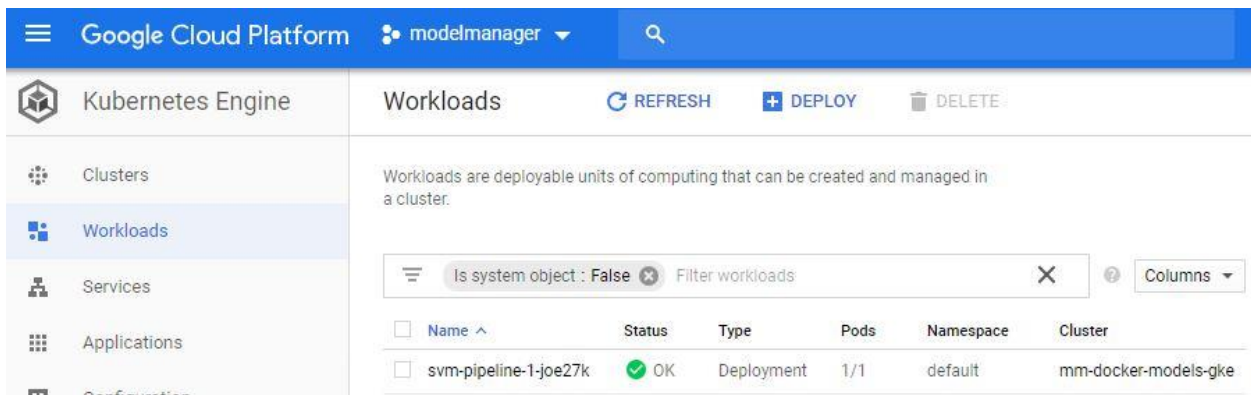 Google Cloud Platform modelmanager
Kubernetes Engine Workloads REFRESH DEPLOY DELETE
Clusters
Workloads
Services
Applications
Configuration
Workloads are deployable units of computing that can be created and managed in
a cluster.
Is system object : False Filter workloads Columns
Name Status Type Pods Namespace Cluster
svm-pipeline-1-joe27k OK Deployment 1/1 default mm-docker-models-gke